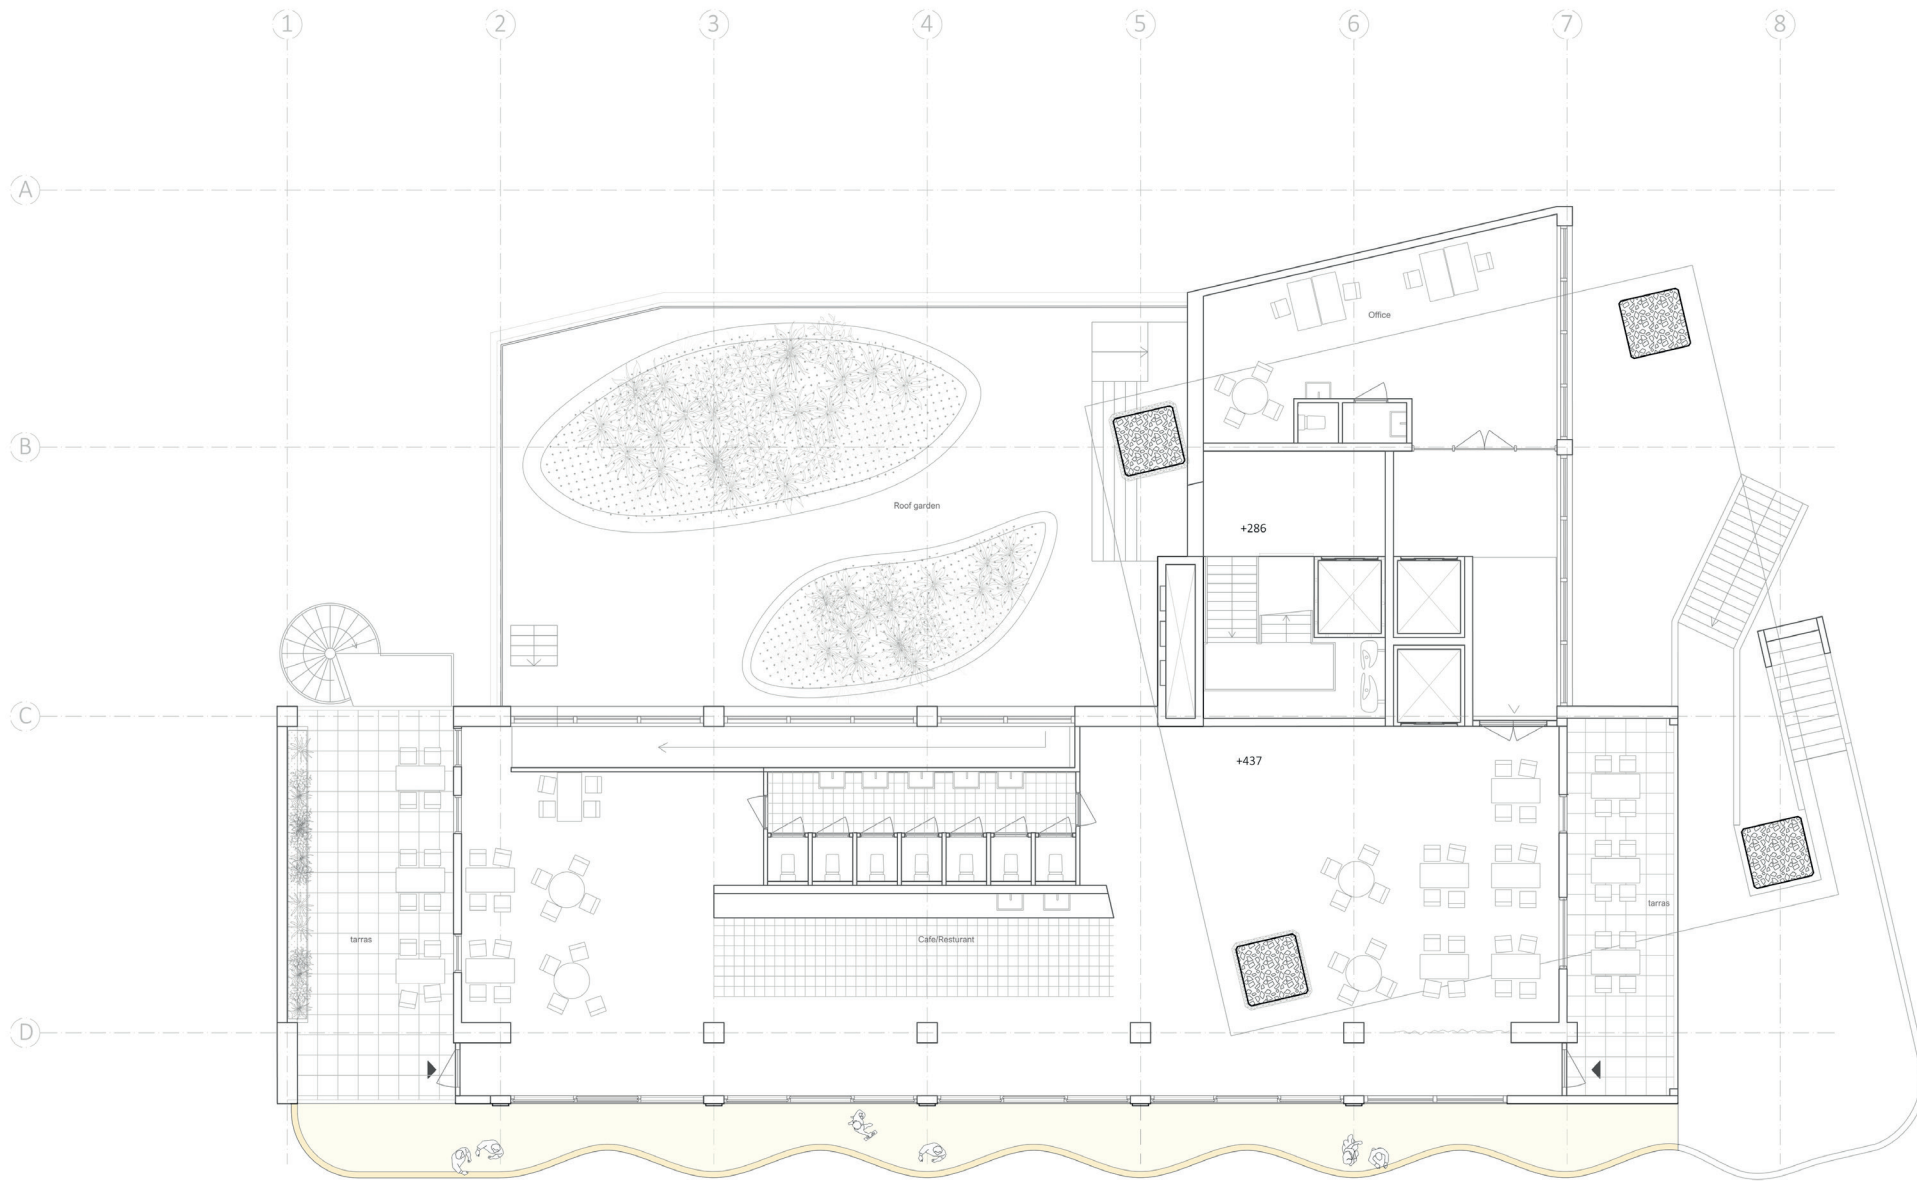 1 2 3 4 5 6 7 8
A
Office
B
Roof garden
+286
C
+437
tarras
tarras
Cafe/Resturant
D